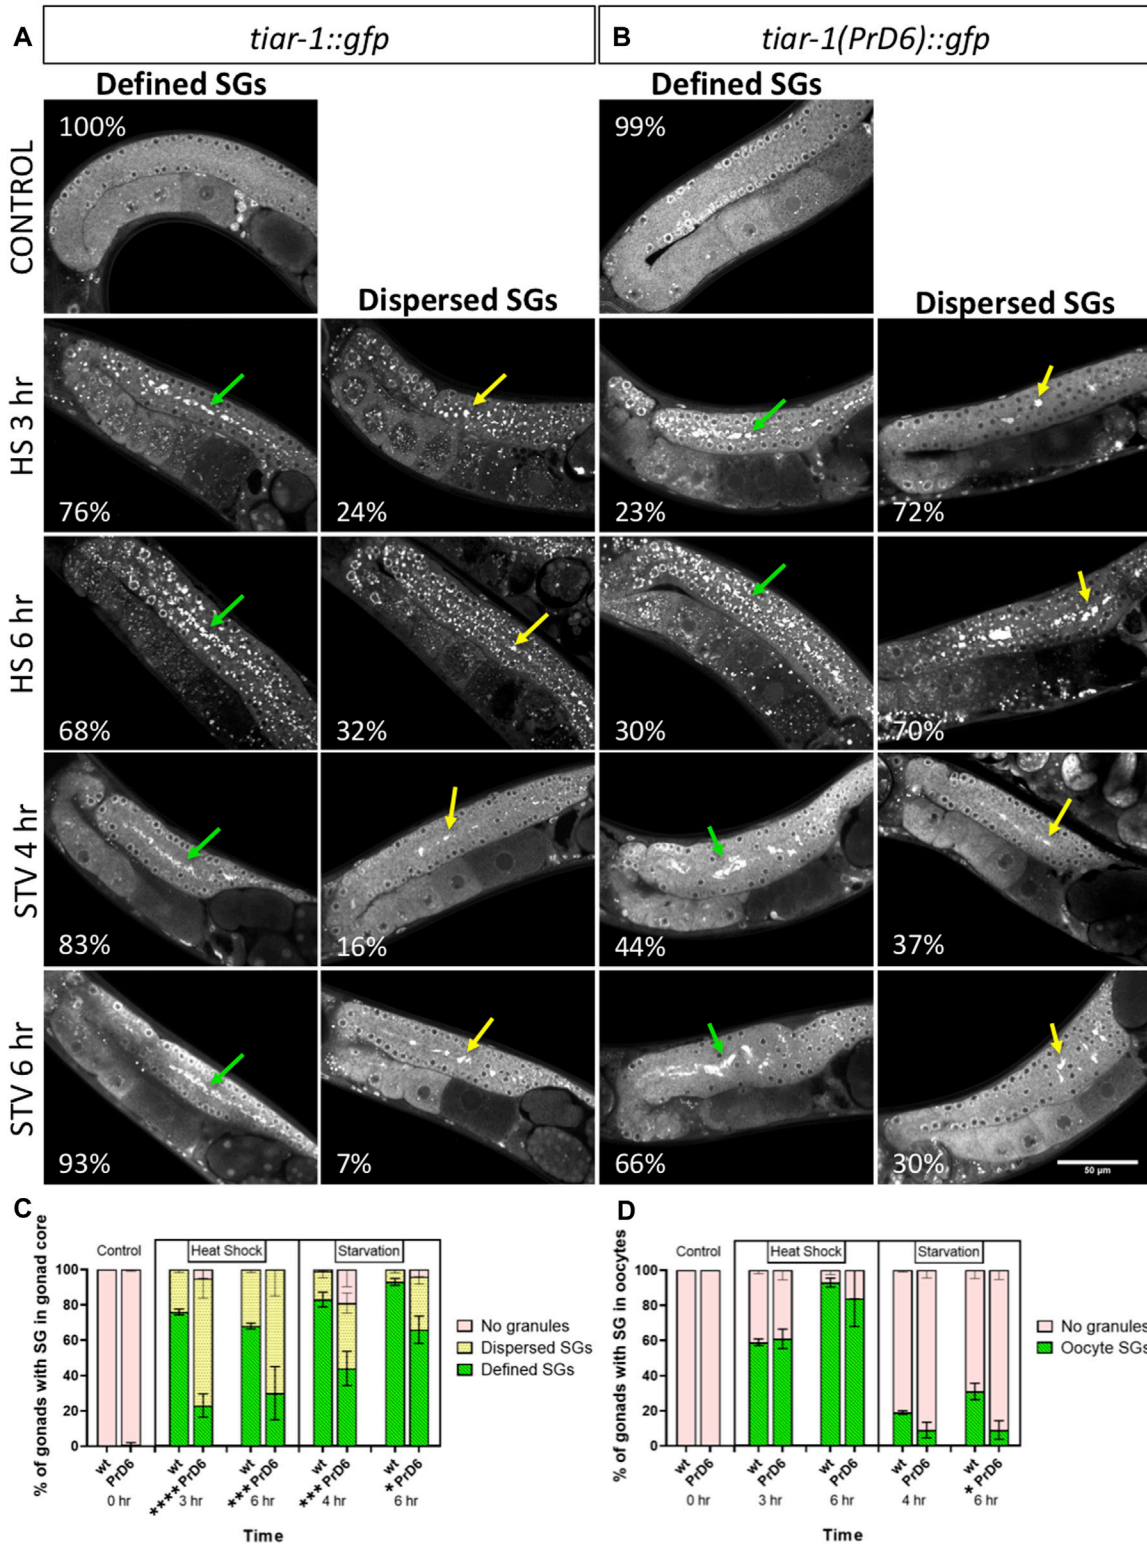 A
tiar-1::gfp
B
tiar-1(PrD6)::gfp
Defined SGs
Defined SGs
CONTROL
100%
99%
Dispersed SGs
Dispersed SGs
HS 3 hr
76%
24%
23%
72%
HS 6 hr
68%
32%
30%
70%
STV 4 hr
83%
16%
44%
37%
STV 6 hr
93%
7%
66%
30%
50 µm
C
% of gonads with SG in gonad core
Control
Heat Shock
Starvation
100
80
60
40
20
0
No granules
Dispersed SGs
Defined SGs
wt
PrD6
wt
****PrD6
wt
***PrD6
wt
***PrD6
wt
*PrD6
0 hr
3 hr
6 hr
4 hr
6 hr
Time
D
% of gonads with SG in oocytes
Control
Heat Shock
Starvation
100
80
60
40
20
0
No granules
Oocyte SGs
wt
PrD6
wt
PrD6
wt
PrD6
wt
PrD6
wt
*PrD6
0 hr
3 hr
6 hr
4 hr
6 hr
Time